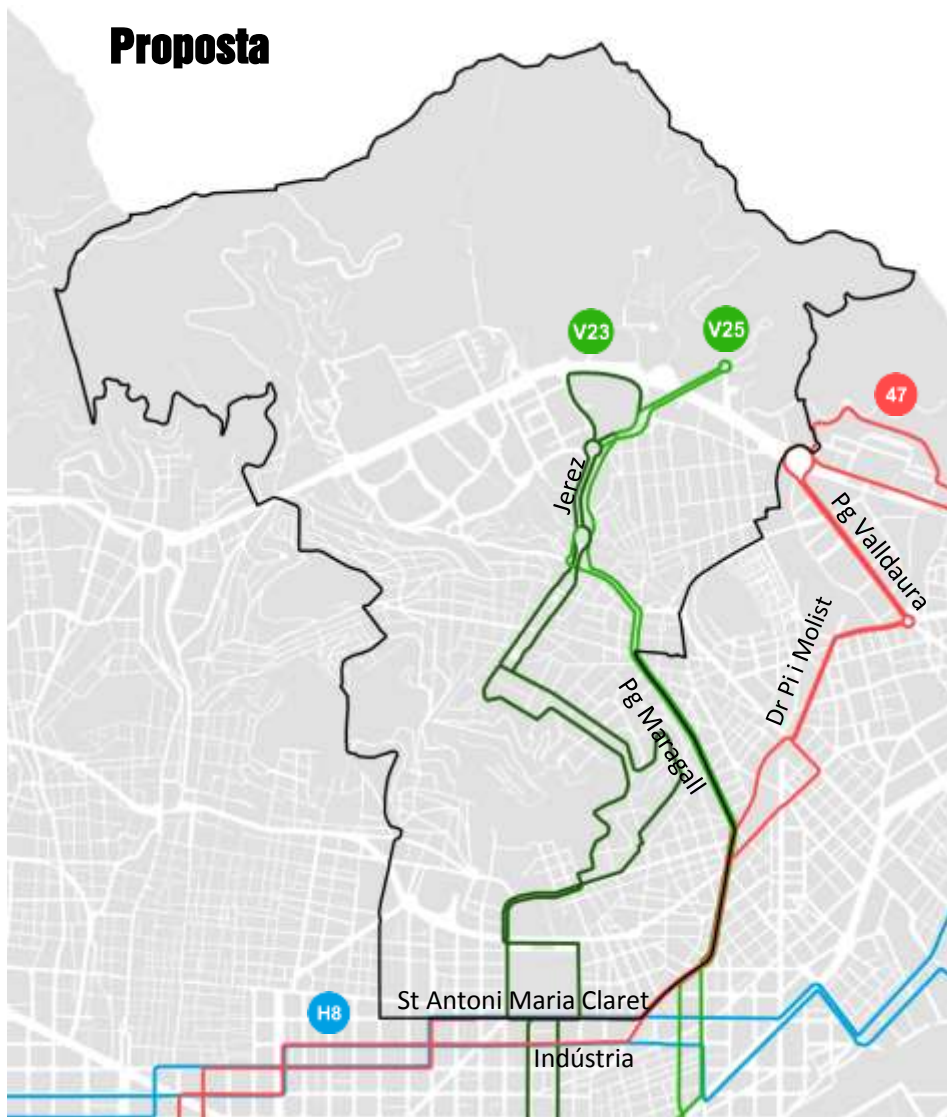 Proposta
V23
V25
47
Jerez
Pg Valldaura
Dr Pi i Molist
Pg Maragall
St Antoni Maria Claret
H8
Indústria